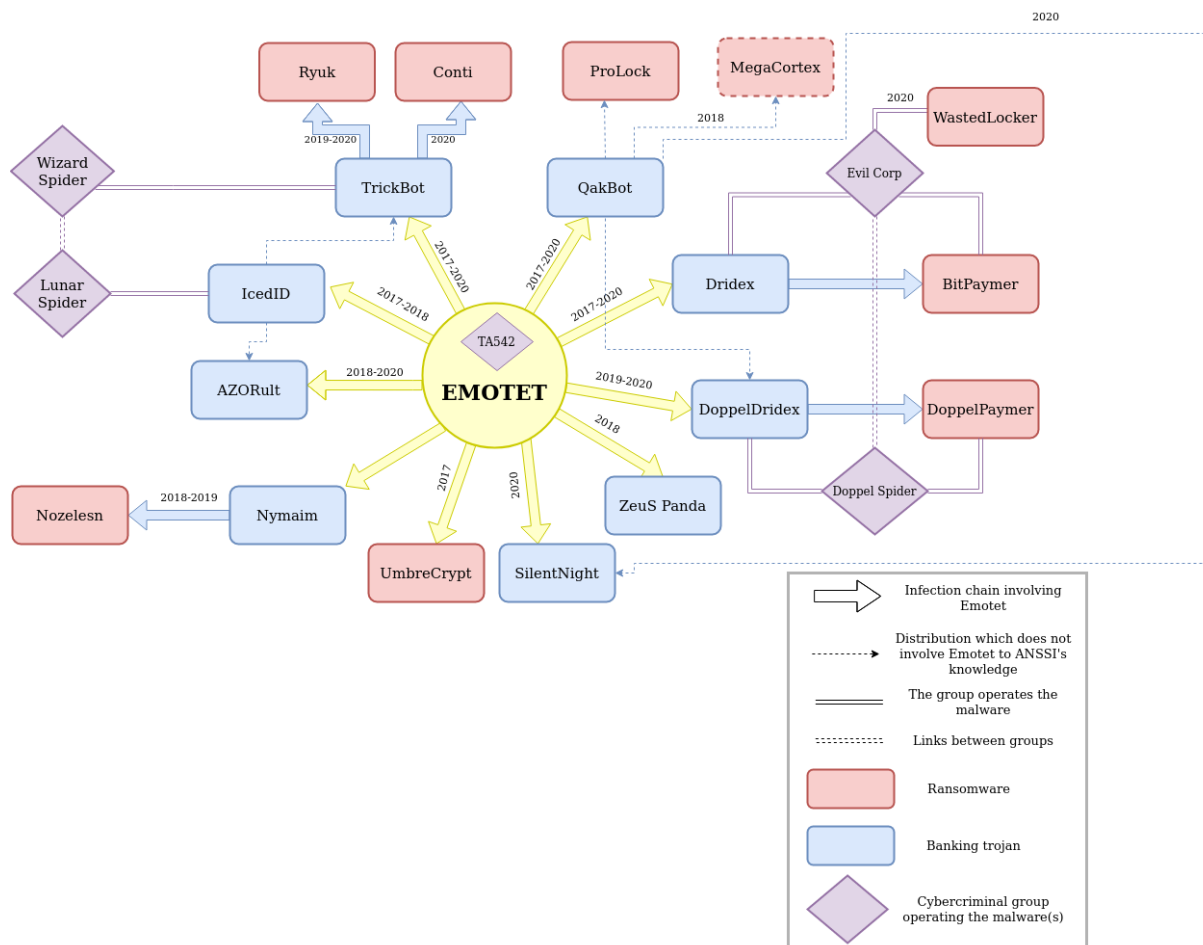 2020
Ryuk
Conti
ProLock
MegaCortex
2018
2020
WastedLocker
2019-2020
2020
Wizard
Spider
TrickBot
QakBot
Evil Corp
2017-2020
2017-2020
Lunar
Spider
IcedID
2017-2018
2017-2020
Dridex
BitPaymer
TA542
EMOTET
AZORult
2018-2020
2019-2020
DoppelDridex
DoppelPaymer
2018
2017
2020
Doppel Spider
Nozelesn
2018-2019
Nymaim
ZeuS Panda
UmbreCrypt
SilentNight
Infection chain involving
Emotet
Distribution which does not
involve Emotet to ANSSI's
knowledge
The group operates the
malware
Links between groups
Ransomware
Banking trojan
Cybercriminal group
operating the malware(s)